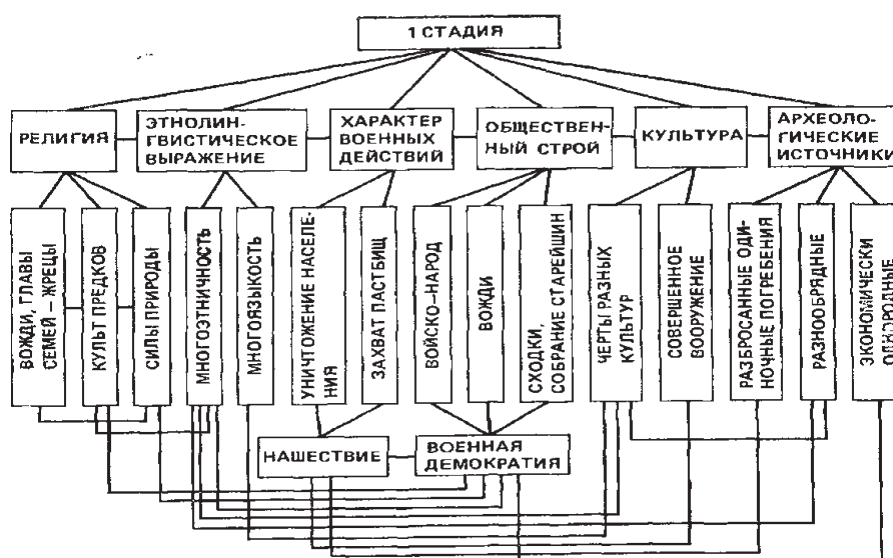 1 СТАДИЯ
РЕЛИГИЯ
ЭТНОЛИН-
ГВИСТИЧЕСКОЕ
ВЫРАЖЕНИЕ
ХАРАКТЕР
ВОЕННЫХ
ДЕЙСТВИЙ
ОБЩЕСТВЕН-
НЫЙ СТРОЙ
КУЛЬТУРА
АРХЕОЛО-
ГИЧЕСКИЕ
ИСТОЧНИКИ
ВОЖДИ, ГЛАВЫ
СЕМЕЙ – ЖРЕЦЫ
КУЛЬТ ПРЕДКОВ
СИЛЫ ПРИРОДЫ
МНОГОЭТНИЧНОСТЬ
МНОГОЯЗЫКОСТЬ
УНИЧТОЖЕНИЕ НАСЕЛЕ-
НИЯ
ЗАХВАТ ПАСТБИЩ
ВОЙСКО–НАРОД
ВОЖДИ
СХОДКИ,
СОБРАНИЕ СТАРЕЙШИН
ЧЕРТЫ РАЗНЫХ
КУЛЬТУР
СОВЕРШЕННОЕ
ВООРУЖЕНИЕ
РАЗБРОСАННЫЕ ОДИ-
НОЧНЫЕ ПОГРЕБЕНИЯ
РАЗНООБРЯДНЫЕ
ЭКОНОМИЧЕСКИ
ОДНОРОДНЫЕ
НАШЕСТВИЕ
ВОЕННАЯ
ДЕМОКРАТИЯ